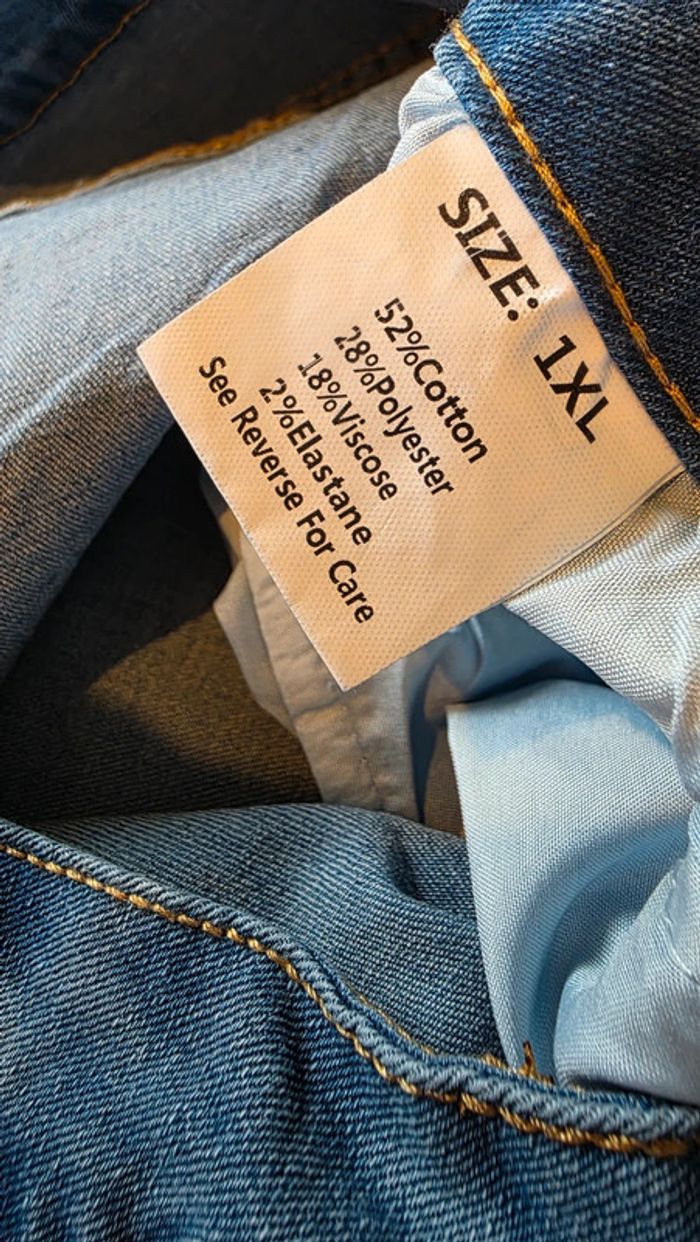 SIZE: 1XL
52%Cotton
28%Polyester
18%Viscose
2%Elastane
See Reverse For Care